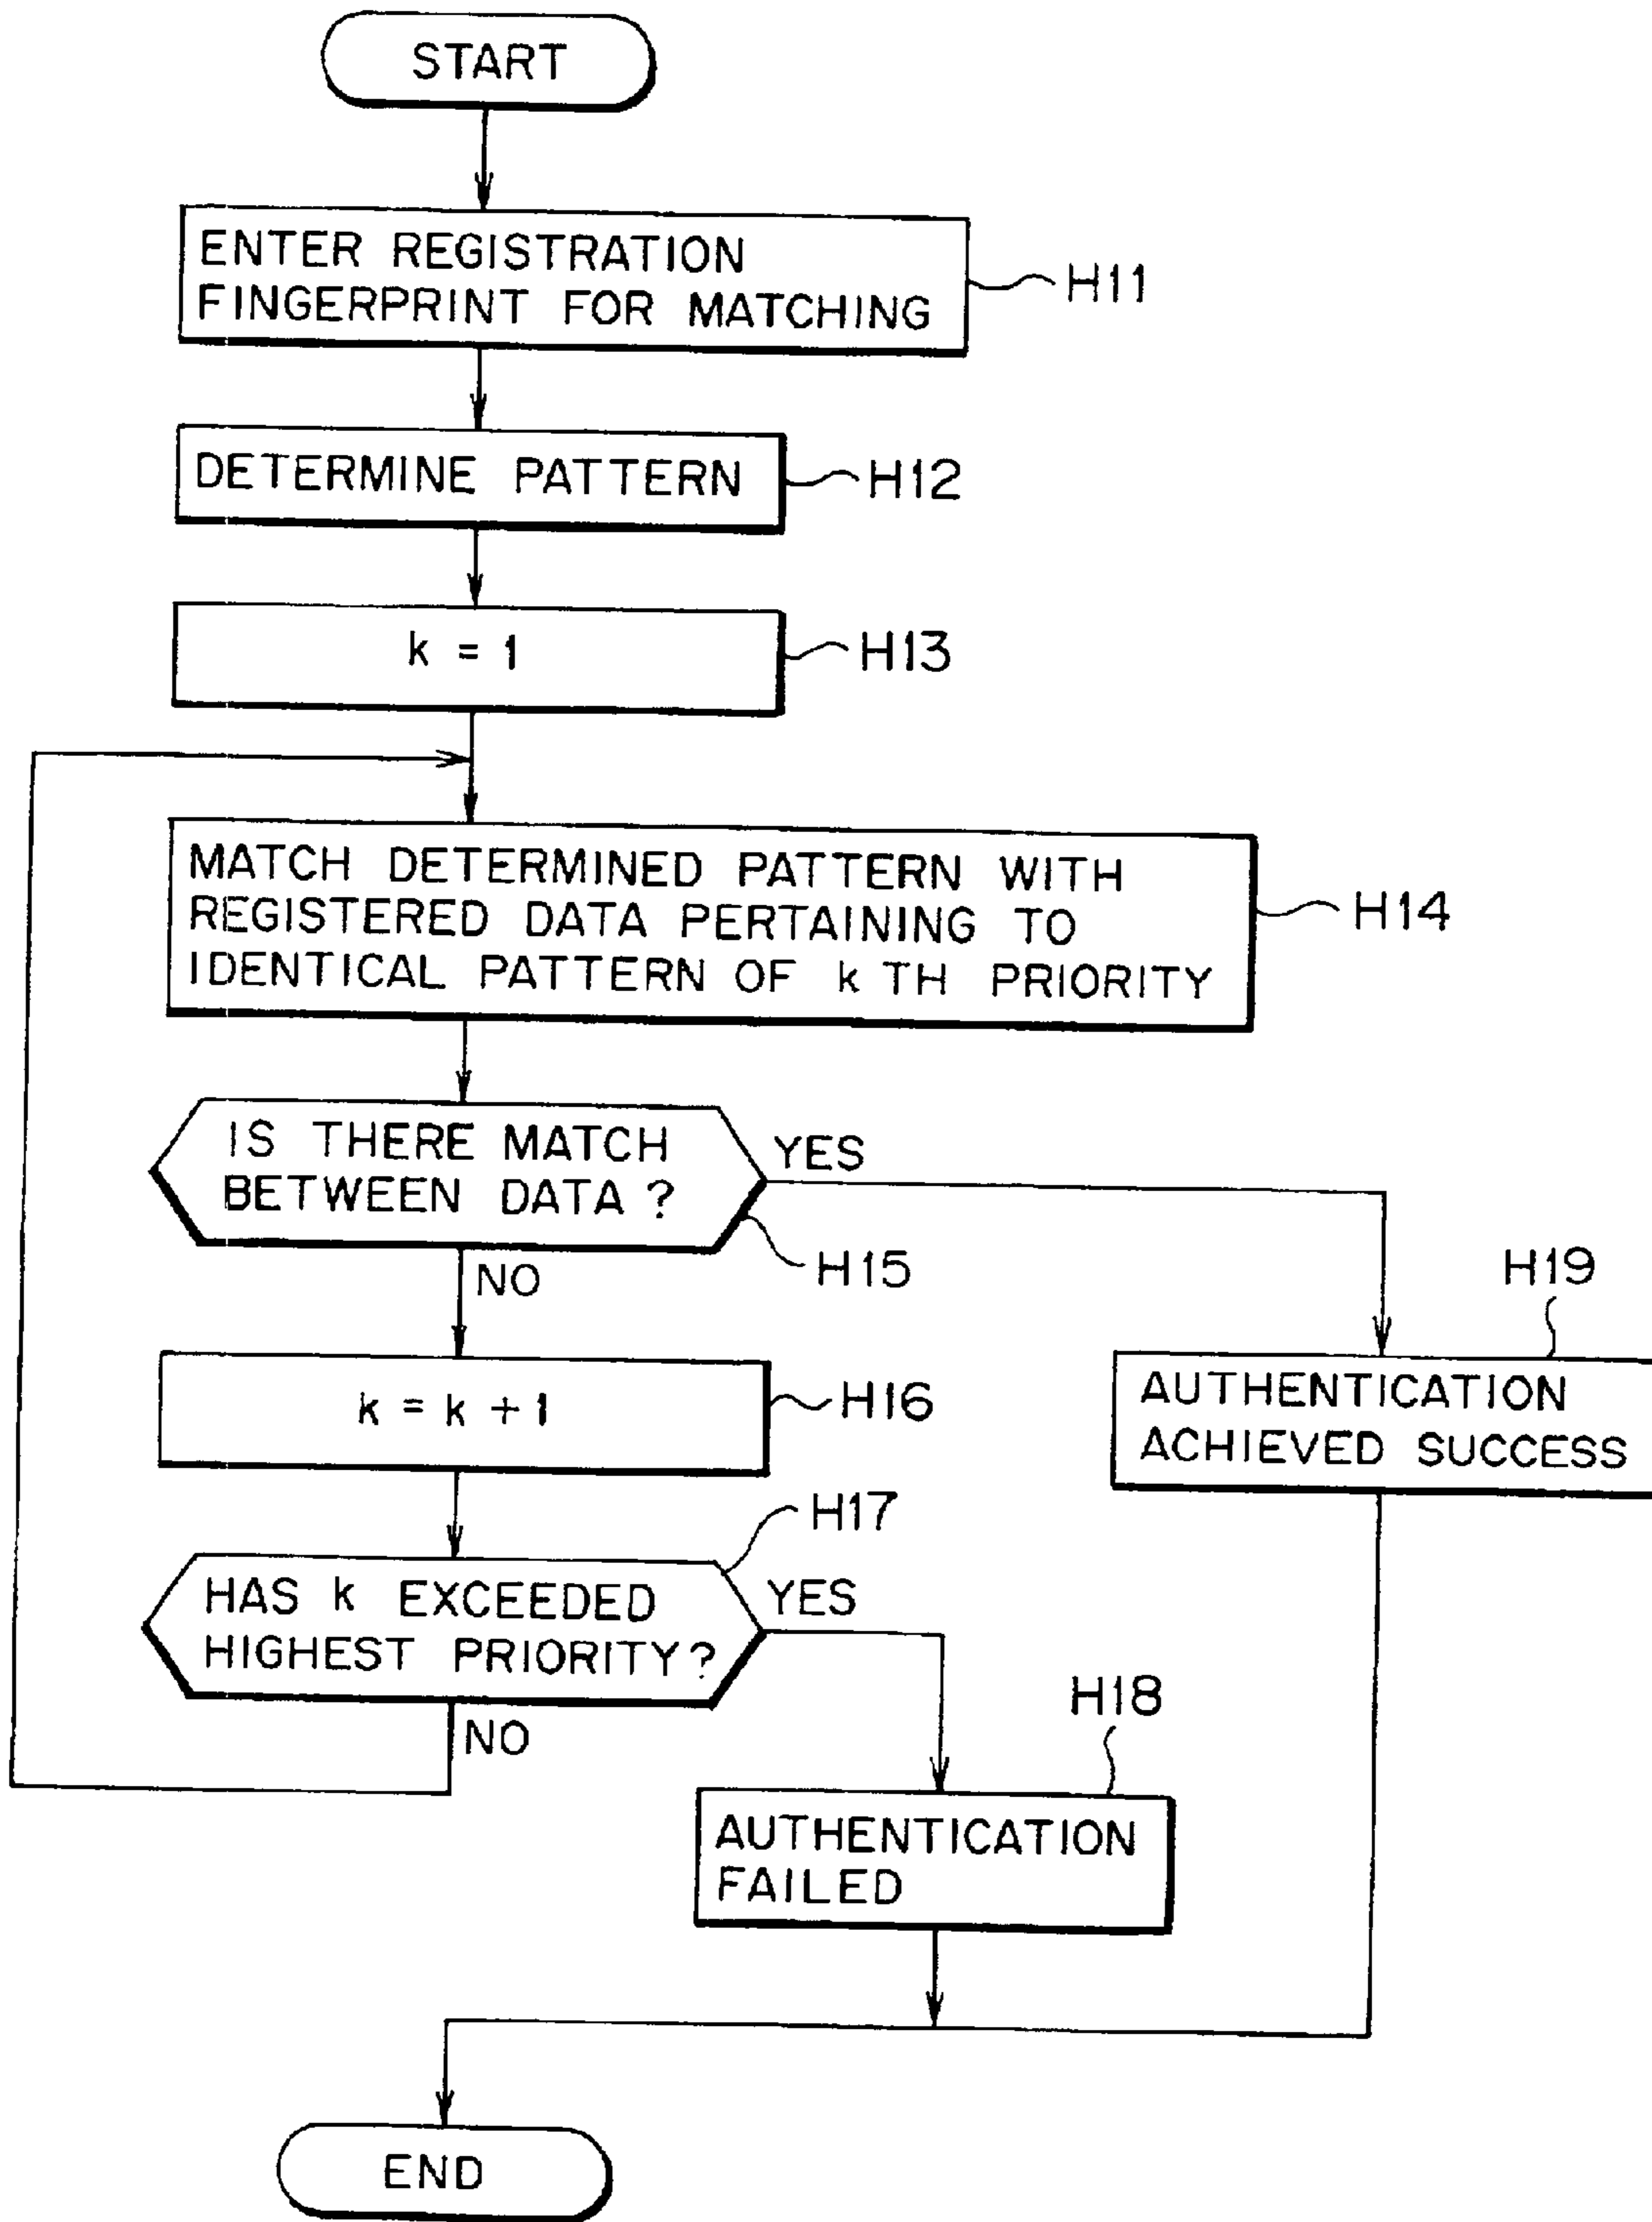 START
ENTER REGISTRATION
FINGERPRINT FOR MATCHING
H11
DETERMINE PATTERN
H12
k = 1
H13
MATCH DETERMINED PATTERN WITH
REGISTERED DATA PERTAINING TO
IDENTICAL PATTERN OF k TH PRIORITY
H14
IS THERE MATCH
BETWEEN DATA ?
YES
H15
NO
H19
AUTHENTICATION
ACHIEVED SUCCESS
k = k + 1
H16
H17
HAS k EXCEEDED
HIGHEST PRIORITY?
YES
NO
H18
AUTHENTICATION
FAILED
END